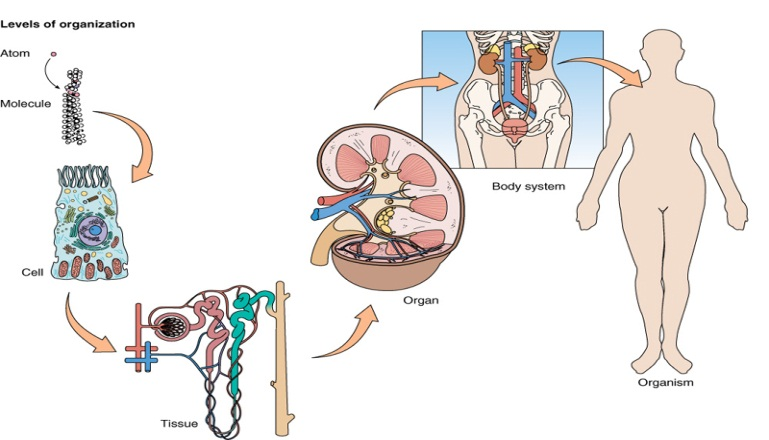 Levels of organization
Atom
Molecule
Cell
Tissue
Organ
Body system
Organism